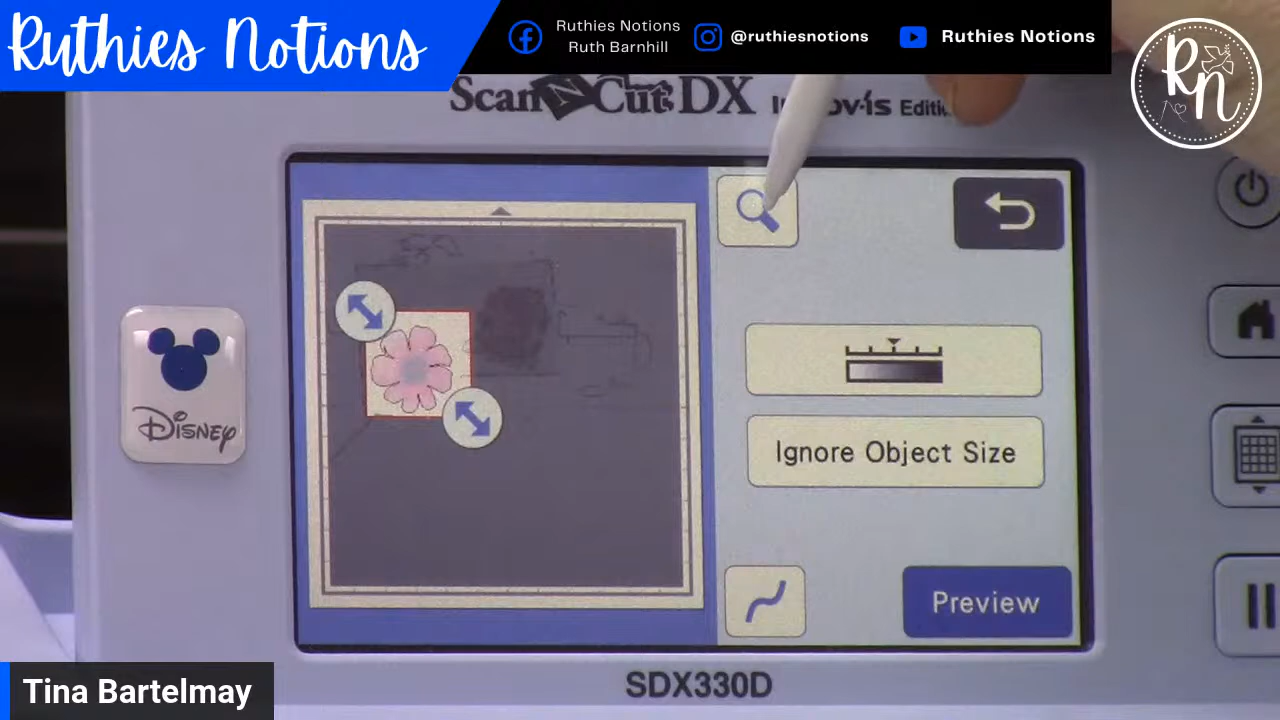 Ruthies Notions
Ruthies Notions
Ruth Barnhill
@ruthiesnotions
Ruthies Notions
RN
ScanNCut DX
Disney
Ignore Object Size
Preview
SDX330D
Tina Bartelmay